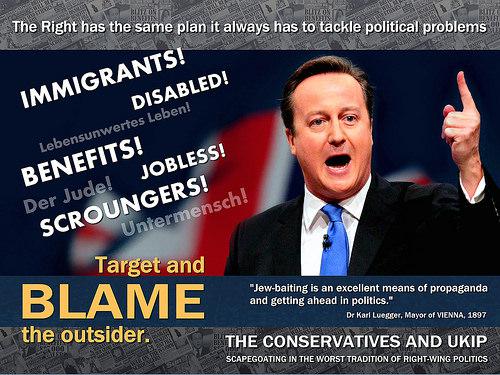 The Right has the same plan it always has to tackle political problems
IMMIGRANTS!
DISABLED!
Lebensunwertes Leben!
BENEFITS!
JOBLESS!
Der Jude!
SCROUNGERS!
Untermensch!
Target and
BLAME
the outsider.
"Jew-baiting is an excellent means of propaganda
and getting ahead in politics."
Dr Karl Luegger, Mayor of VIENNA, 1897
THE CONSERVATIVES AND UKIP
SCAPEGOATING IN THE WORST TRADITION OF RIGHT-WING POLITICS